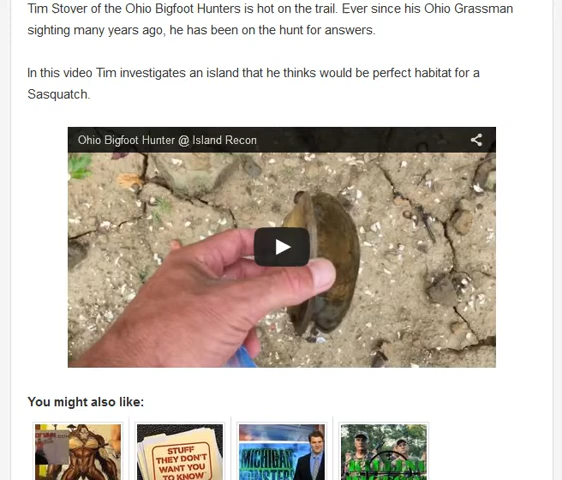 Tim Stover of the Ohio Bigfoot Hunters is hot on the trail. Ever since his Ohio Grassman
sighting many years ago, he has been on the hunt for answers.
In this video Tim investigates an island that he thinks would be perfect habitat for a
Sasquatch.
Ohio Bigfoot Hunter @ Island Recon
You might also like:
STUFF
THEY DON'T
WANT YOU
TO KNOW
MICHIGAN